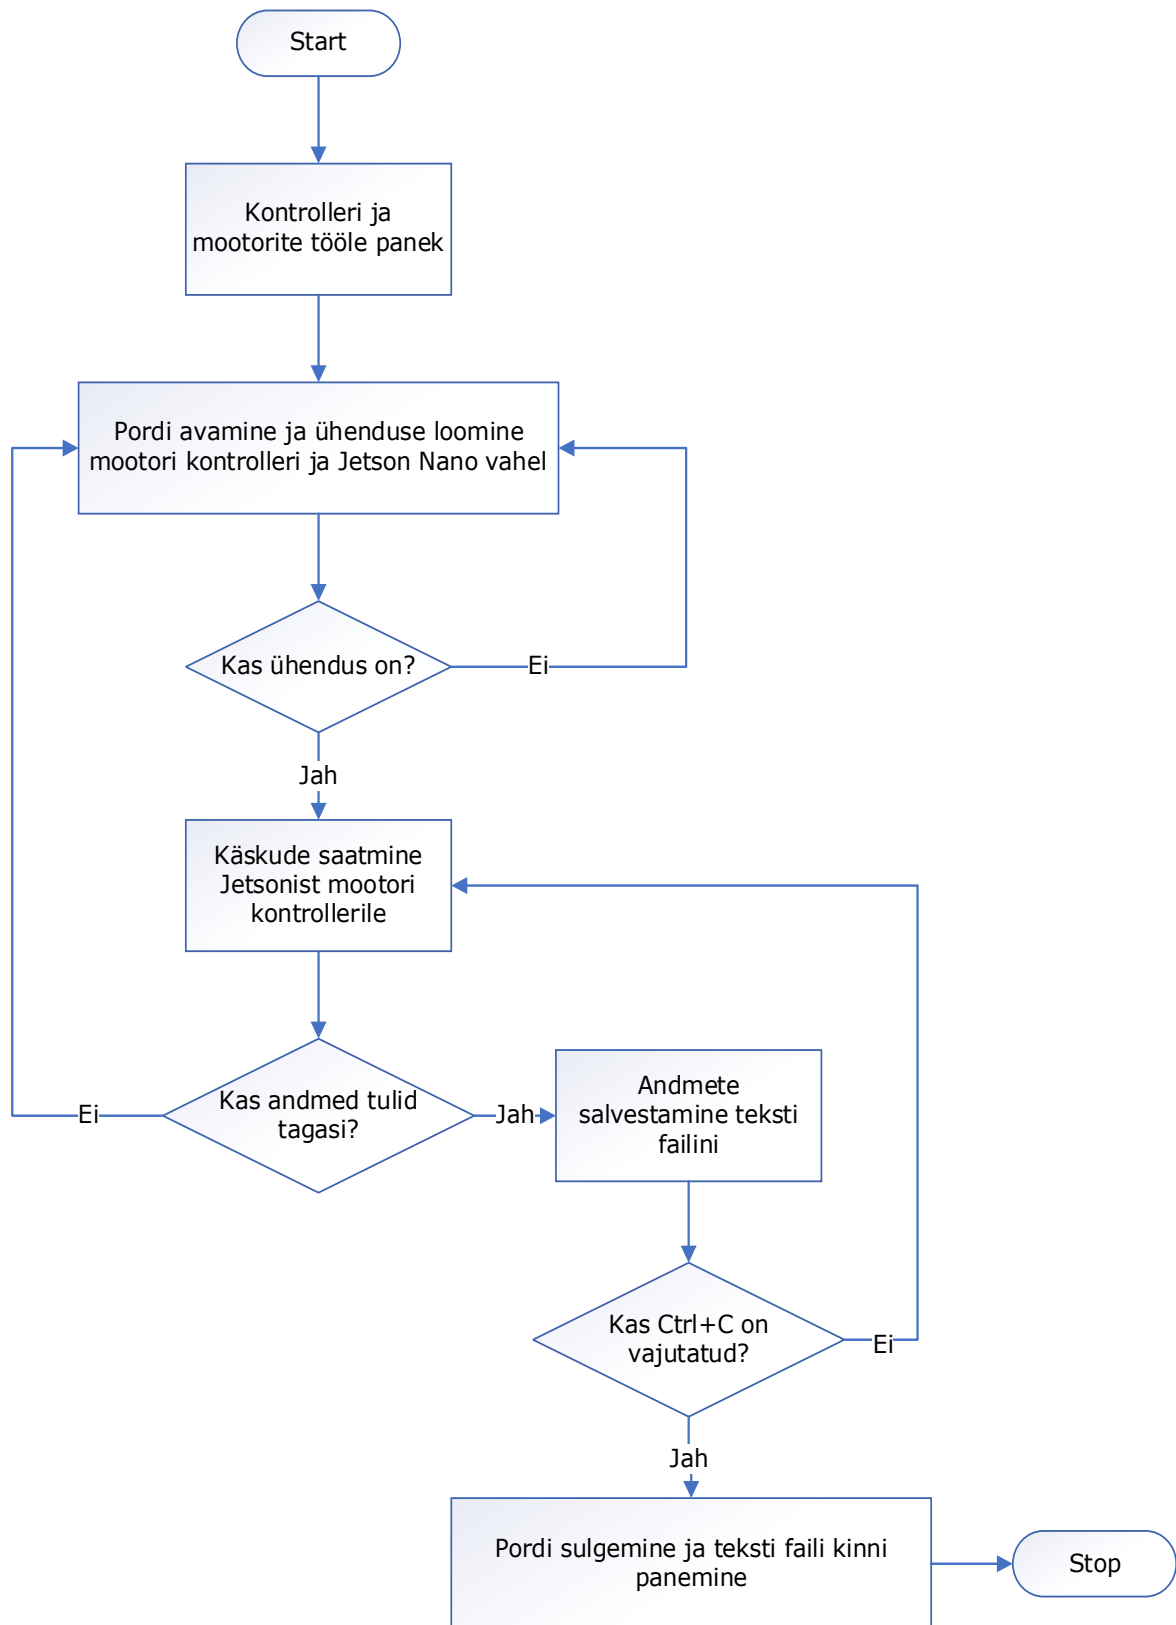 Start
Kontrolleri ja
mootorite tööle panek
Pordi avamine ja ühenduse loomine
mootori kontrolleri ja Jetson Nano vahel
Kas ühendus on?
Ei
Jah
Käskude saatmine
Jetsonist mootori
kontrollerile
Kas andmed tulid
tagasi?
Ei
Jah
Andmete
salvestamine teksti
failini
Kas Ctrl+C on
vajutatud?
Ei
Jah
Pordi sulgemine ja teksti faili kinni
panemine
Stop